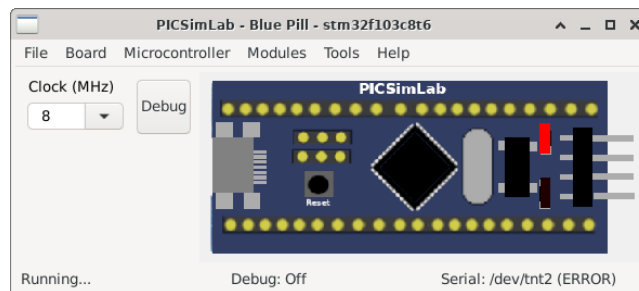 PICSimLab - Blue Pill - stm32f103c8t6
File Board Microcontroller Modules Tools Help
Clock (MHz)
8
Debug
PICSimLab
Reset
Running...
Debug: Off
Serial: /dev/tnt2 (ERROR)